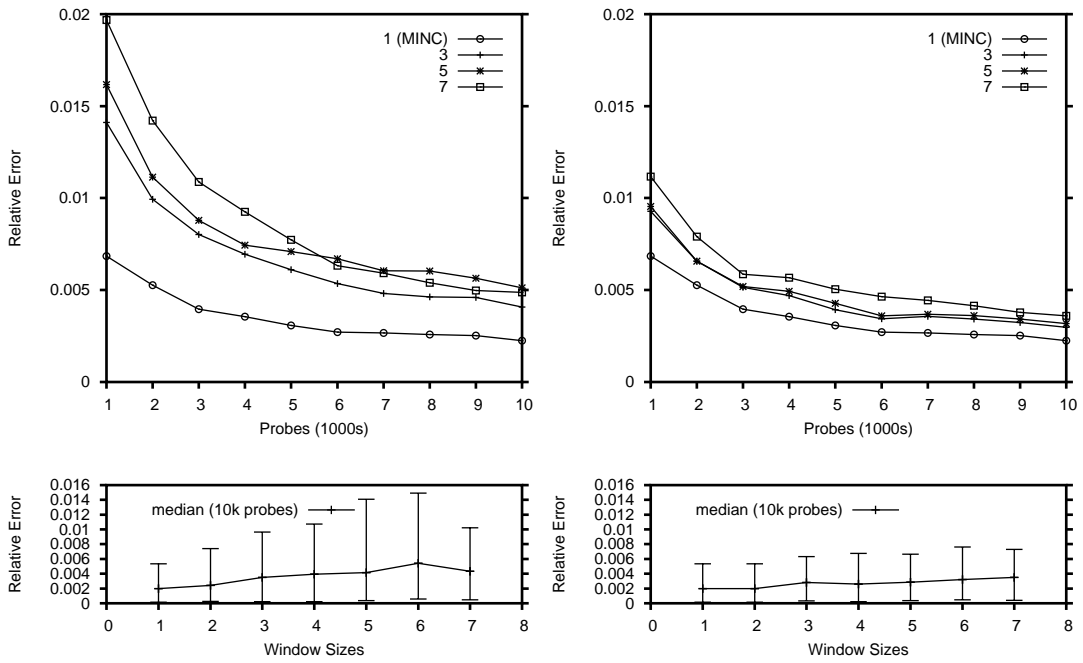 0.02
0.015
0.01
0.005
0
Relative Error
1 (MINC)
3
5
7
1 2 3 4 5 6 7 8 9 10
Probes (1000s)
0.02
0.015
0.01
0.005
0
Relative Error
1 (MINC)
3
5
7
1 2 3 4 5 6 7 8 9 10
Probes (1000s)
0.016
0.014
0.012
0.01
0.008
0.006
0.004
0.002
0
Relative Error
median (10k probes)
0 1 2 3 4 5 6 7 8
Window Sizes
0.016
0.014
0.012
0.01
0.008
0.006
0.004
0.002
0
Relative Error
median (10k probes)
0 1 2 3 4 5 6 7 8
Window Sizes